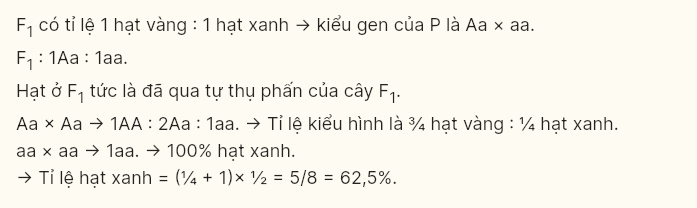 F₁ có tỉ lệ 1 hạt vàng : 1 hạt xanh → kiểu gen của P là Aa × aa.
F₁ : 1Aa : 1aa.
Hạt ở F₁ tức là đã qua tự thụ phấn của cây F₁.
Aa × Aa → 1AA : 2Aa : 1aa. → Tỉ lệ kiểu hình là ¾ hạt vàng : ¼ hạt xanh.
aa × aa → 1aa. → 100% hạt xanh.
→ Tỉ lệ hạt xanh = (¼ + 1)× ½ = 5/8 = 62,5%.